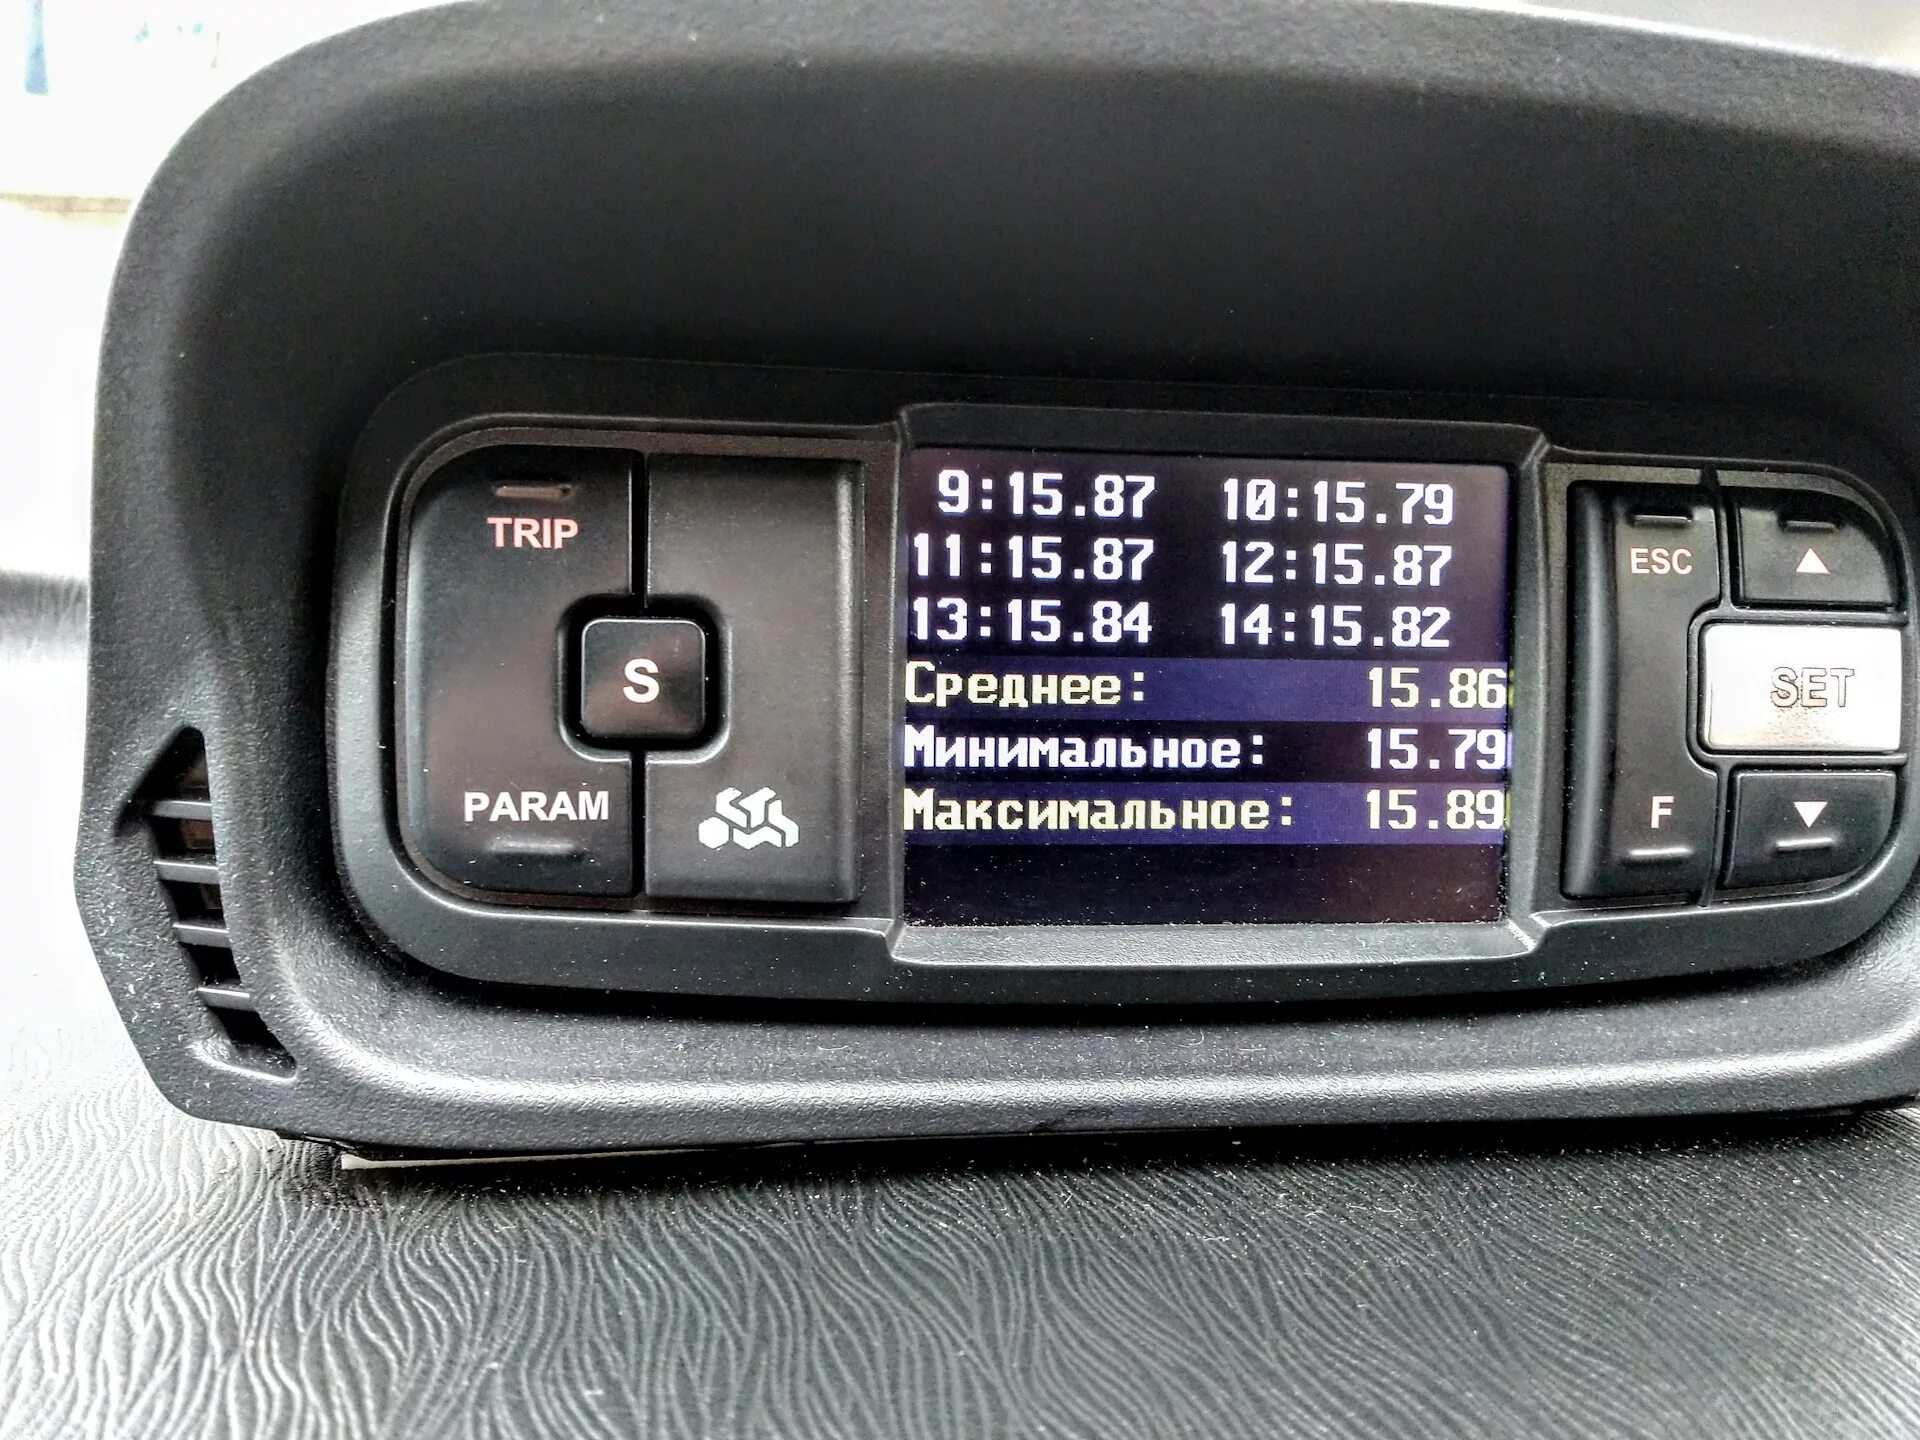 TRIP
S
PARAM
9:15.87 10:15.79
11:15.87 12:15.87
13:15.84 14:15.82
Среднее: 15.86
Минимальное: 15.79
Максимальное: 15.89
ESC
SET
F